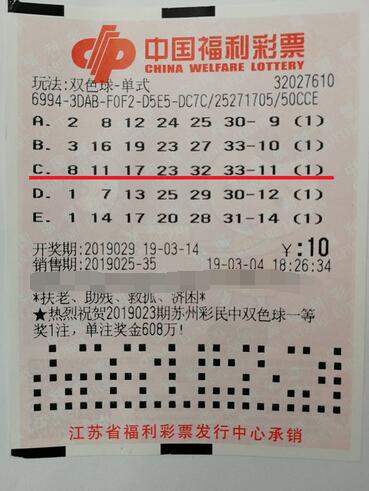 中国福利彩票
CHINA WELFARE LOTTERY
玩法:双色球-单式 32027610
6994-3DAB-F0F2-D5E5-DC7C/25271705/50CCE
A. 2 8 12 24 25 30- 9 (1)
B. 3 16 19 23 27 33-10 (1)
C. 8 11 17 23 32 33-11 (1)
D. 1 7 13 25 29 30-12 (1)
E. 1 14 17 20 28 31-14 (1)
开奖期:2019029 19-03-14 ¥:10
销售期:2019025-35 19-03-04 18:26:34
*扶老、助残、救孤、济困*
★热烈祝贺2019023期苏州彩民中双色球一等
奖1注,单注奖金608万!
江苏省福利彩票发行中心承销